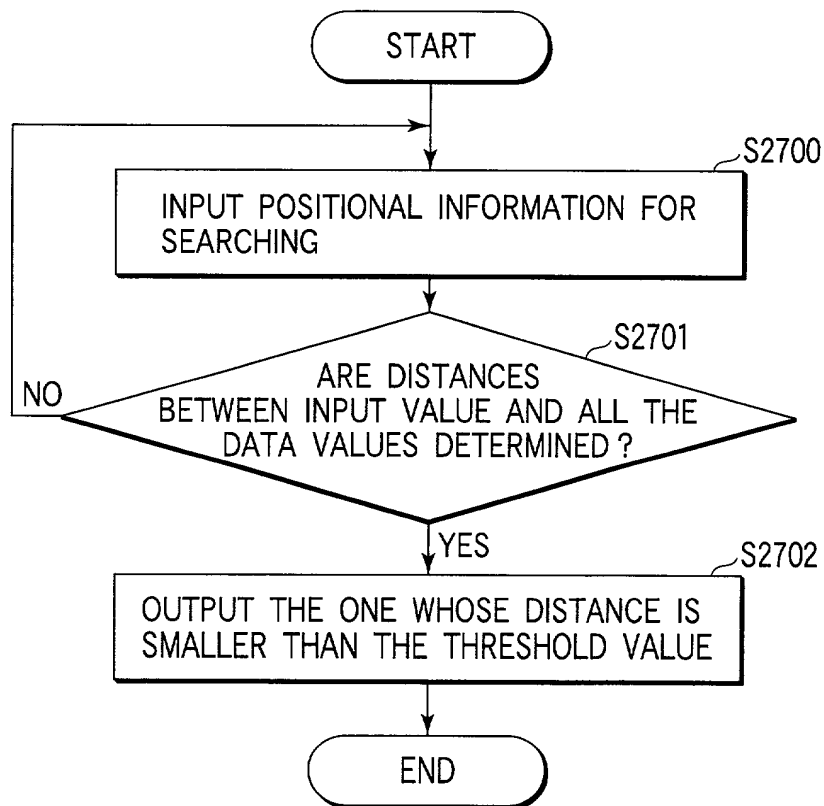 START
S2700
INPUT POSITIONAL INFORMATION FOR
SEARCHING
S2701
NO
ARE DISTANCES
BETWEEN INPUT VALUE AND ALL THE
DATA VALUES DETERMINED?
YES
S2702
OUTPUT THE ONE WHOSE DISTANCE IS
SMALLER THAN THE THRESHOLD VALUE
END